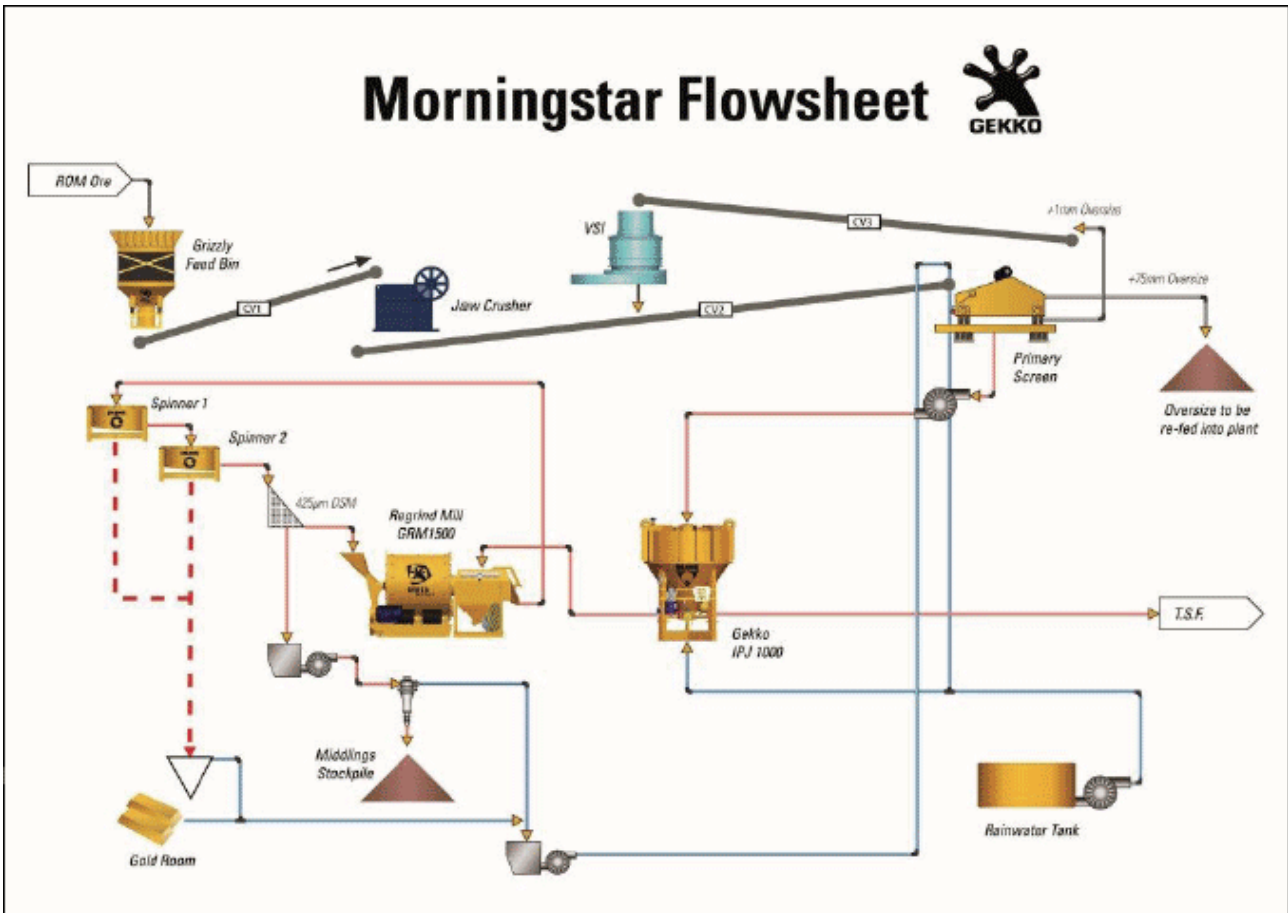 Morningstar Flowsheet
GEKKO
ROM Ore
Grizzly
Feed Bin
CV1
Jaw Crusher
VSI
CV3
CV2
+1mm Oversize
+75mm Oversize
Primary
Screen
Oversize to be
re-fed into plant
Spinner 1
Spinner 2
425µm DSM
Regrind Mill
GRM1500
Gekko
IPJ 1000
T.S.F.
Middlings
Stockpile
Gold Room
Rainwater Tank